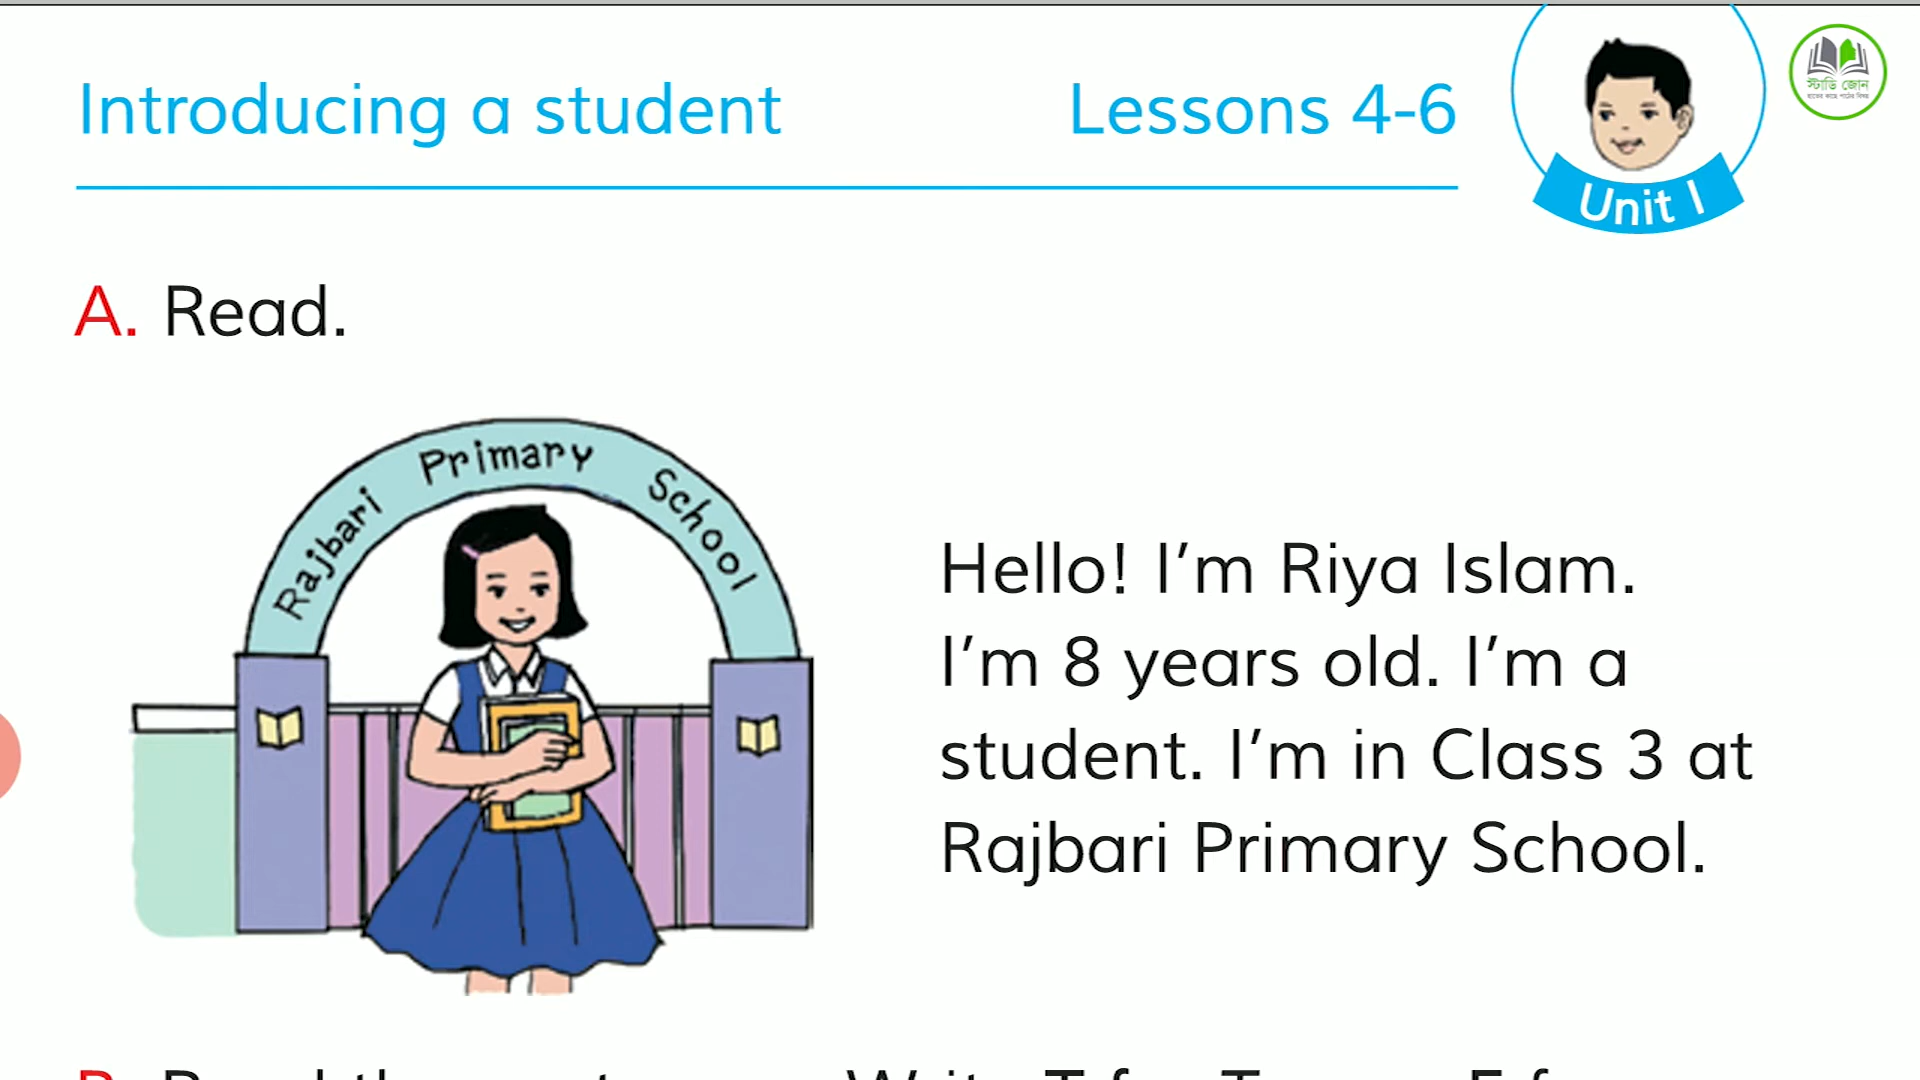 Introducing a student
Lessons 4-6
Unit 1
স্টাডি জোন
A. Read.
Rajbari Primary School
Hello! I’m Riya Islam.
I’m 8 years old. I’m a
student. I’m in Class 3 at
Rajbari Primary School.